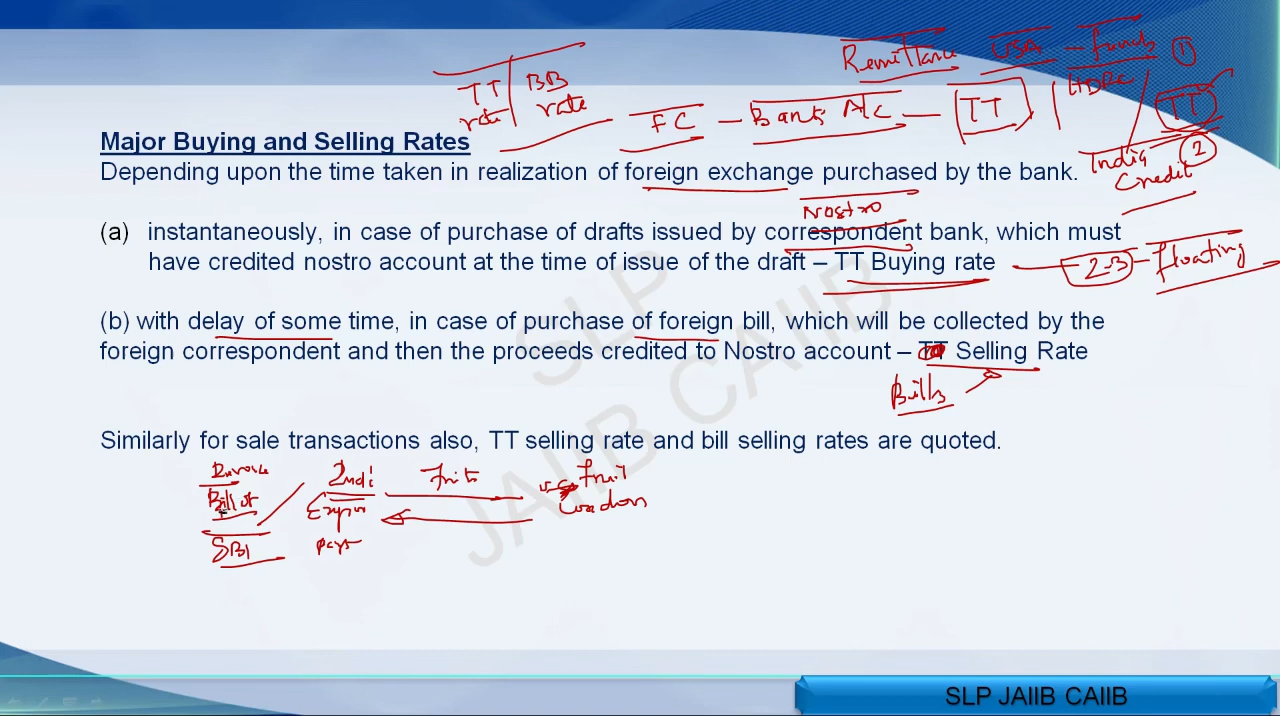 Remittance USA - Funds ①
TT | BB
rate rate
FC - Bank's A/C - TT | HDFC TT
India ②
Credit
Major Buying and Selling Rates
Depending upon the time taken in realization of foreign exchange purchased by the bank.
Nostro
(a) instantaneously, in case of purchase of drafts issued by correspondent bank, which must
have credited nostro account at the time of issue of the draft – TT Buying rate - 2-3 - Floating
(b) with delay of some time, in case of purchase of foreign bill, which will be collected by the
foreign correspondent and then the proceeds credited to Nostro account – TT Selling Rate
Bills
Similarly for sale transactions also, TT selling rate and bill selling rates are quoted.
Bill of
SBI
Fruit
London
SLP
JAIIB CAIIB
SLP JAIIB CAIIB